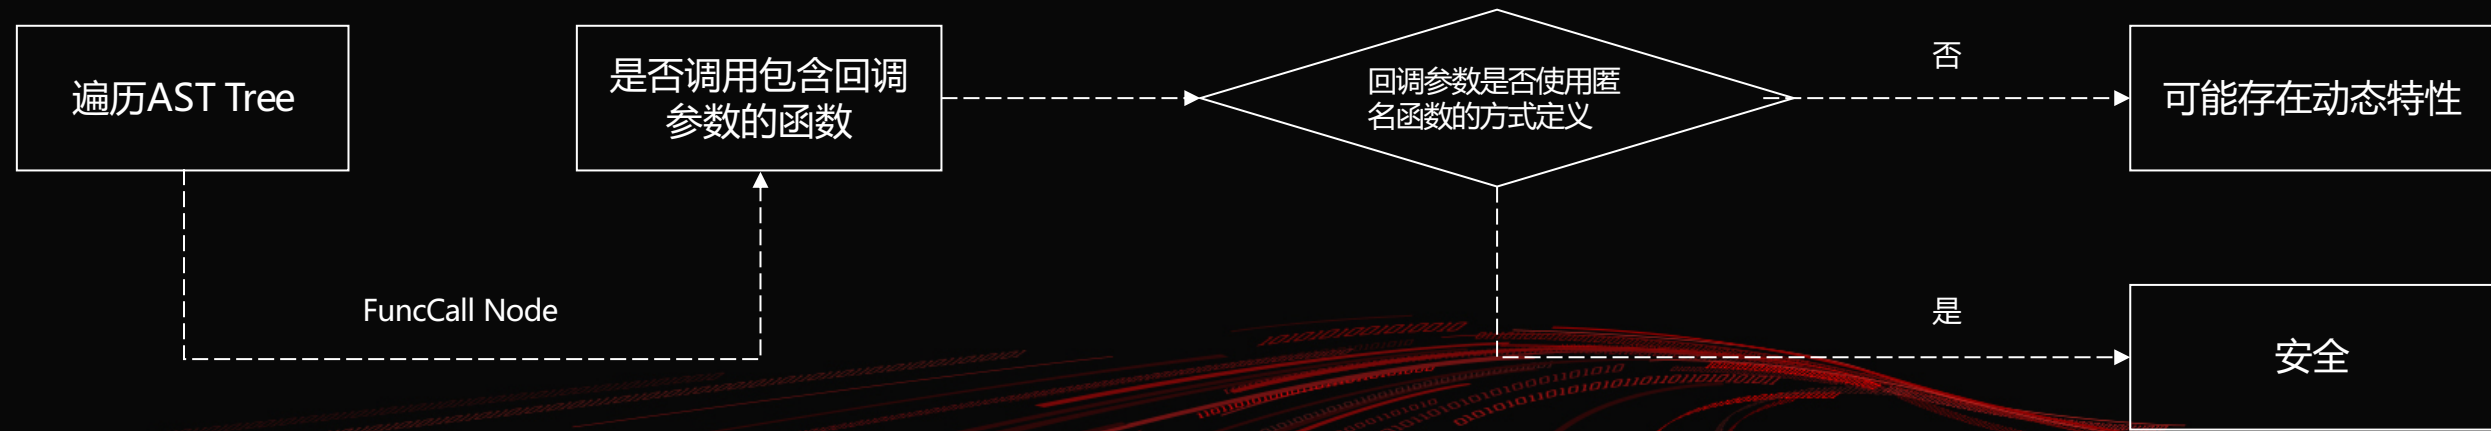 遍历AST Tree
是否调用包含回调
参数的函数
回调参数是否使用匿
名函数的方式定义
否
可能存在动态特性
FuncCall Node
是
安全